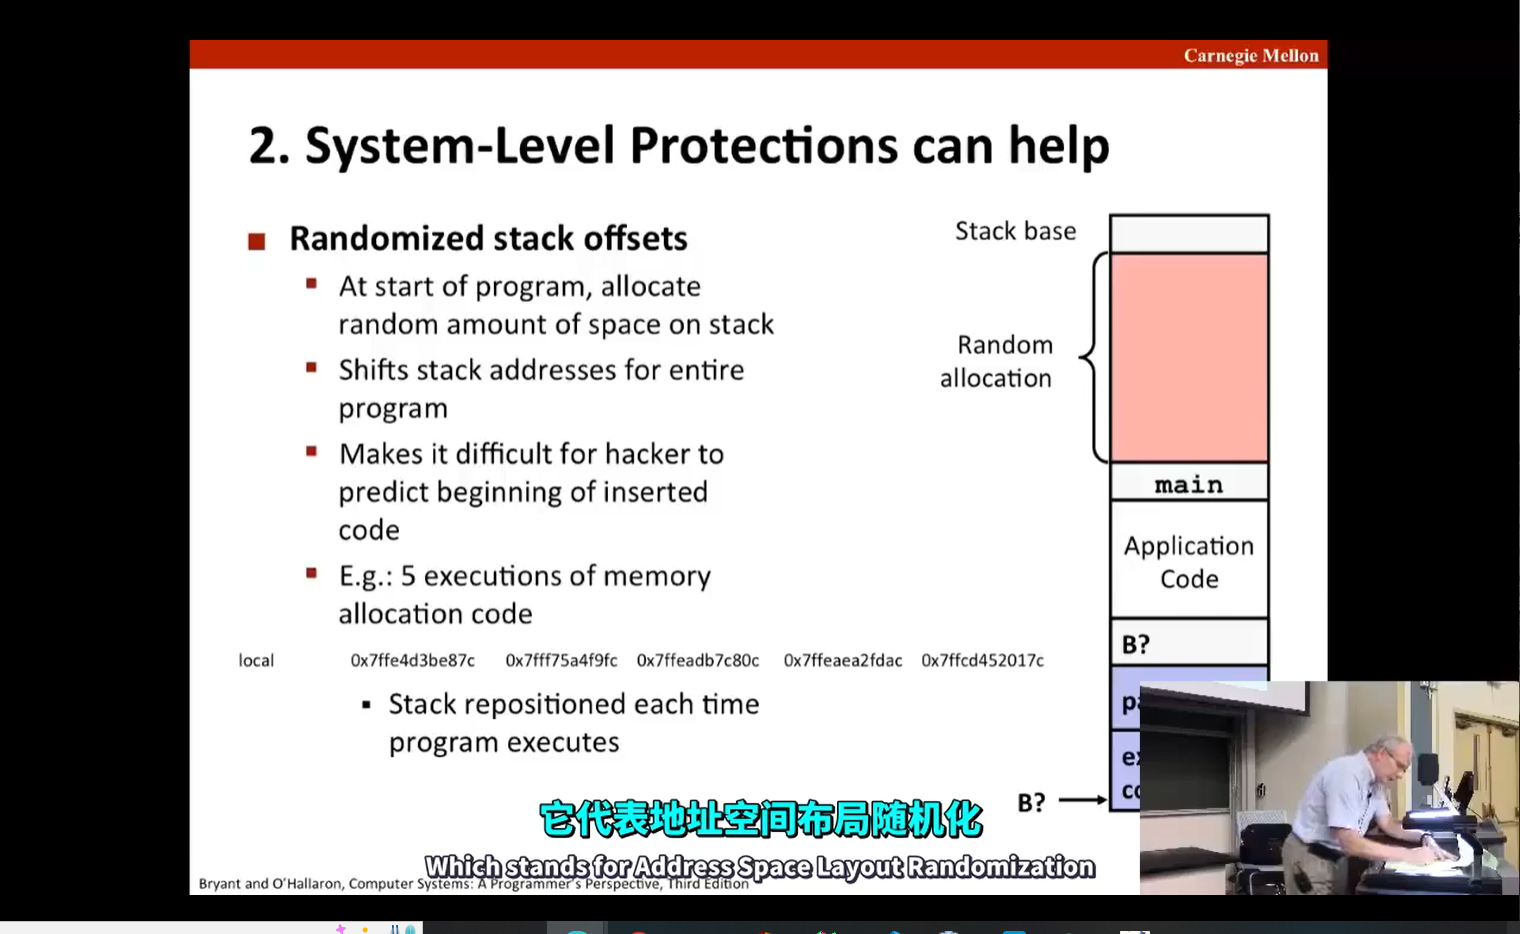 Carnegie Mellon
2. System-Level Protections can help
Randomized stack offsets
At start of program, allocate
random amount of space on stack
Shifts stack addresses for entire
program
Makes it difficult for hacker to
predict beginning of inserted
code
E.g.: 5 executions of memory
allocation code
local 0x7ffe4d3be87c 0x7fff75a4f9fc 0x7ffeadb7c80c 0x7ffeaea2fdac 0x7ffcd452017c
Stack repositioned each time
program executes
Stack base
Random
allocation
main
Application
Code
B?
B?
它代表地址空间布局随机化
Which stands for Address Space Layout Randomization
Bryant and O'Hallaron, Computer Systems: A Programmer's Perspective, Third Edition